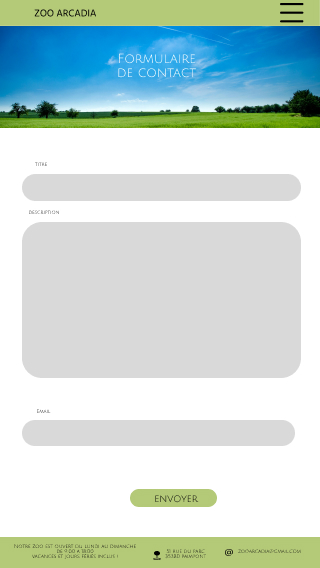 ZOO ARCADIA
Formulaire
de contact
Titre
Description
Email
ENVOYER
Notre zoo est ouvert du lundi au dimanche
de 9:00 a 18:00
vacances et jours fériés inclus !
51 rue du parc
35380 Paimpont
@ zooarcadia@gmail.com